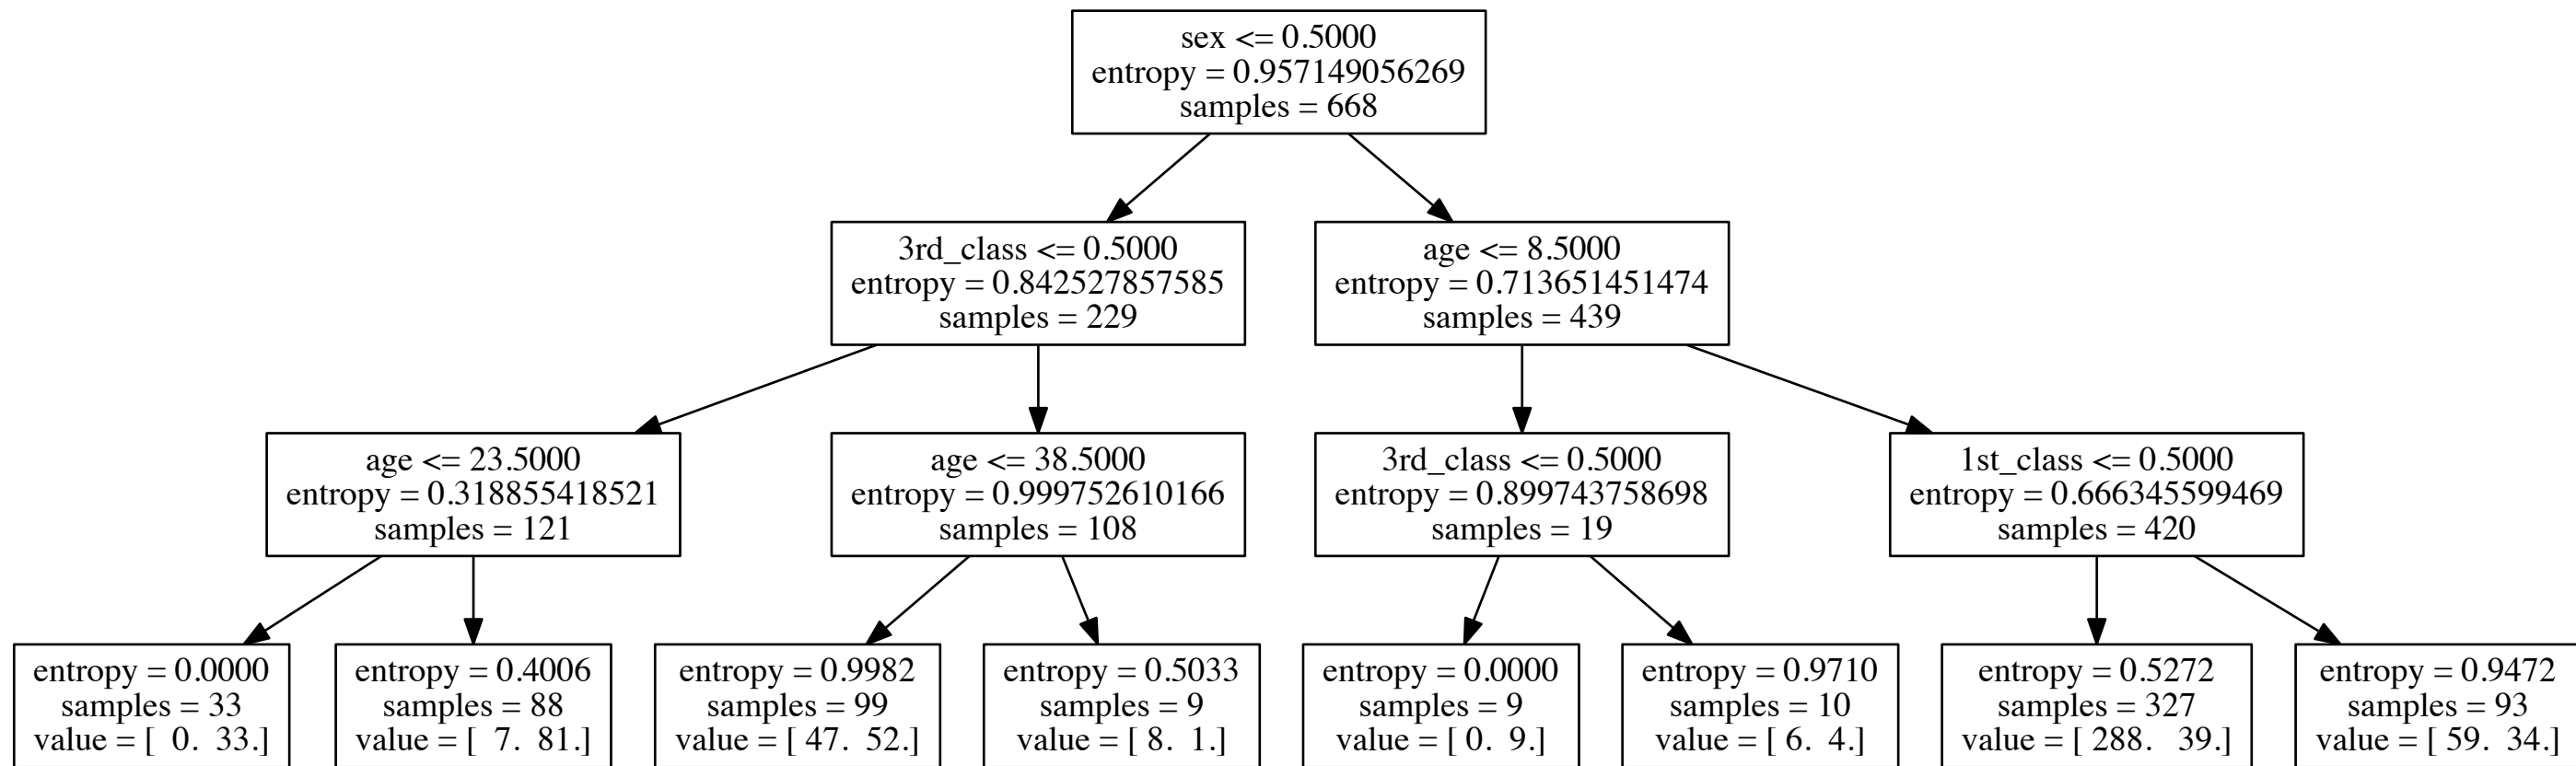 sex <= 0.5000
entropy = 0.957149056269
samples = 668
3rd_class <= 0.5000
entropy = 0.842527857585
samples = 229
age <= 8.5000
entropy = 0.713651451474
samples = 439
age <= 23.5000
entropy = 0.318855418521
samples = 121
age <= 38.5000
entropy = 0.999752610166
samples = 108
3rd_class <= 0.5000
entropy = 0.899743758698
samples = 19
1st_class <= 0.5000
entropy = 0.666345599469
samples = 420
entropy = 0.0000
samples = 33
value = [  0.  33.]
entropy = 0.4006
samples = 88
value = [  7.  81.]
entropy = 0.9982
samples = 99
value = [ 47.  52.]
entropy = 0.5033
samples = 9
value = [ 8.  1.]
entropy = 0.0000
samples = 9
value = [ 0.  9.]
entropy = 0.9710
samples = 10
value = [ 6.  4.]
entropy = 0.5272
samples = 327
value = [ 288.   39.]
entropy = 0.9472
samples = 93
value = [ 59.  34.]